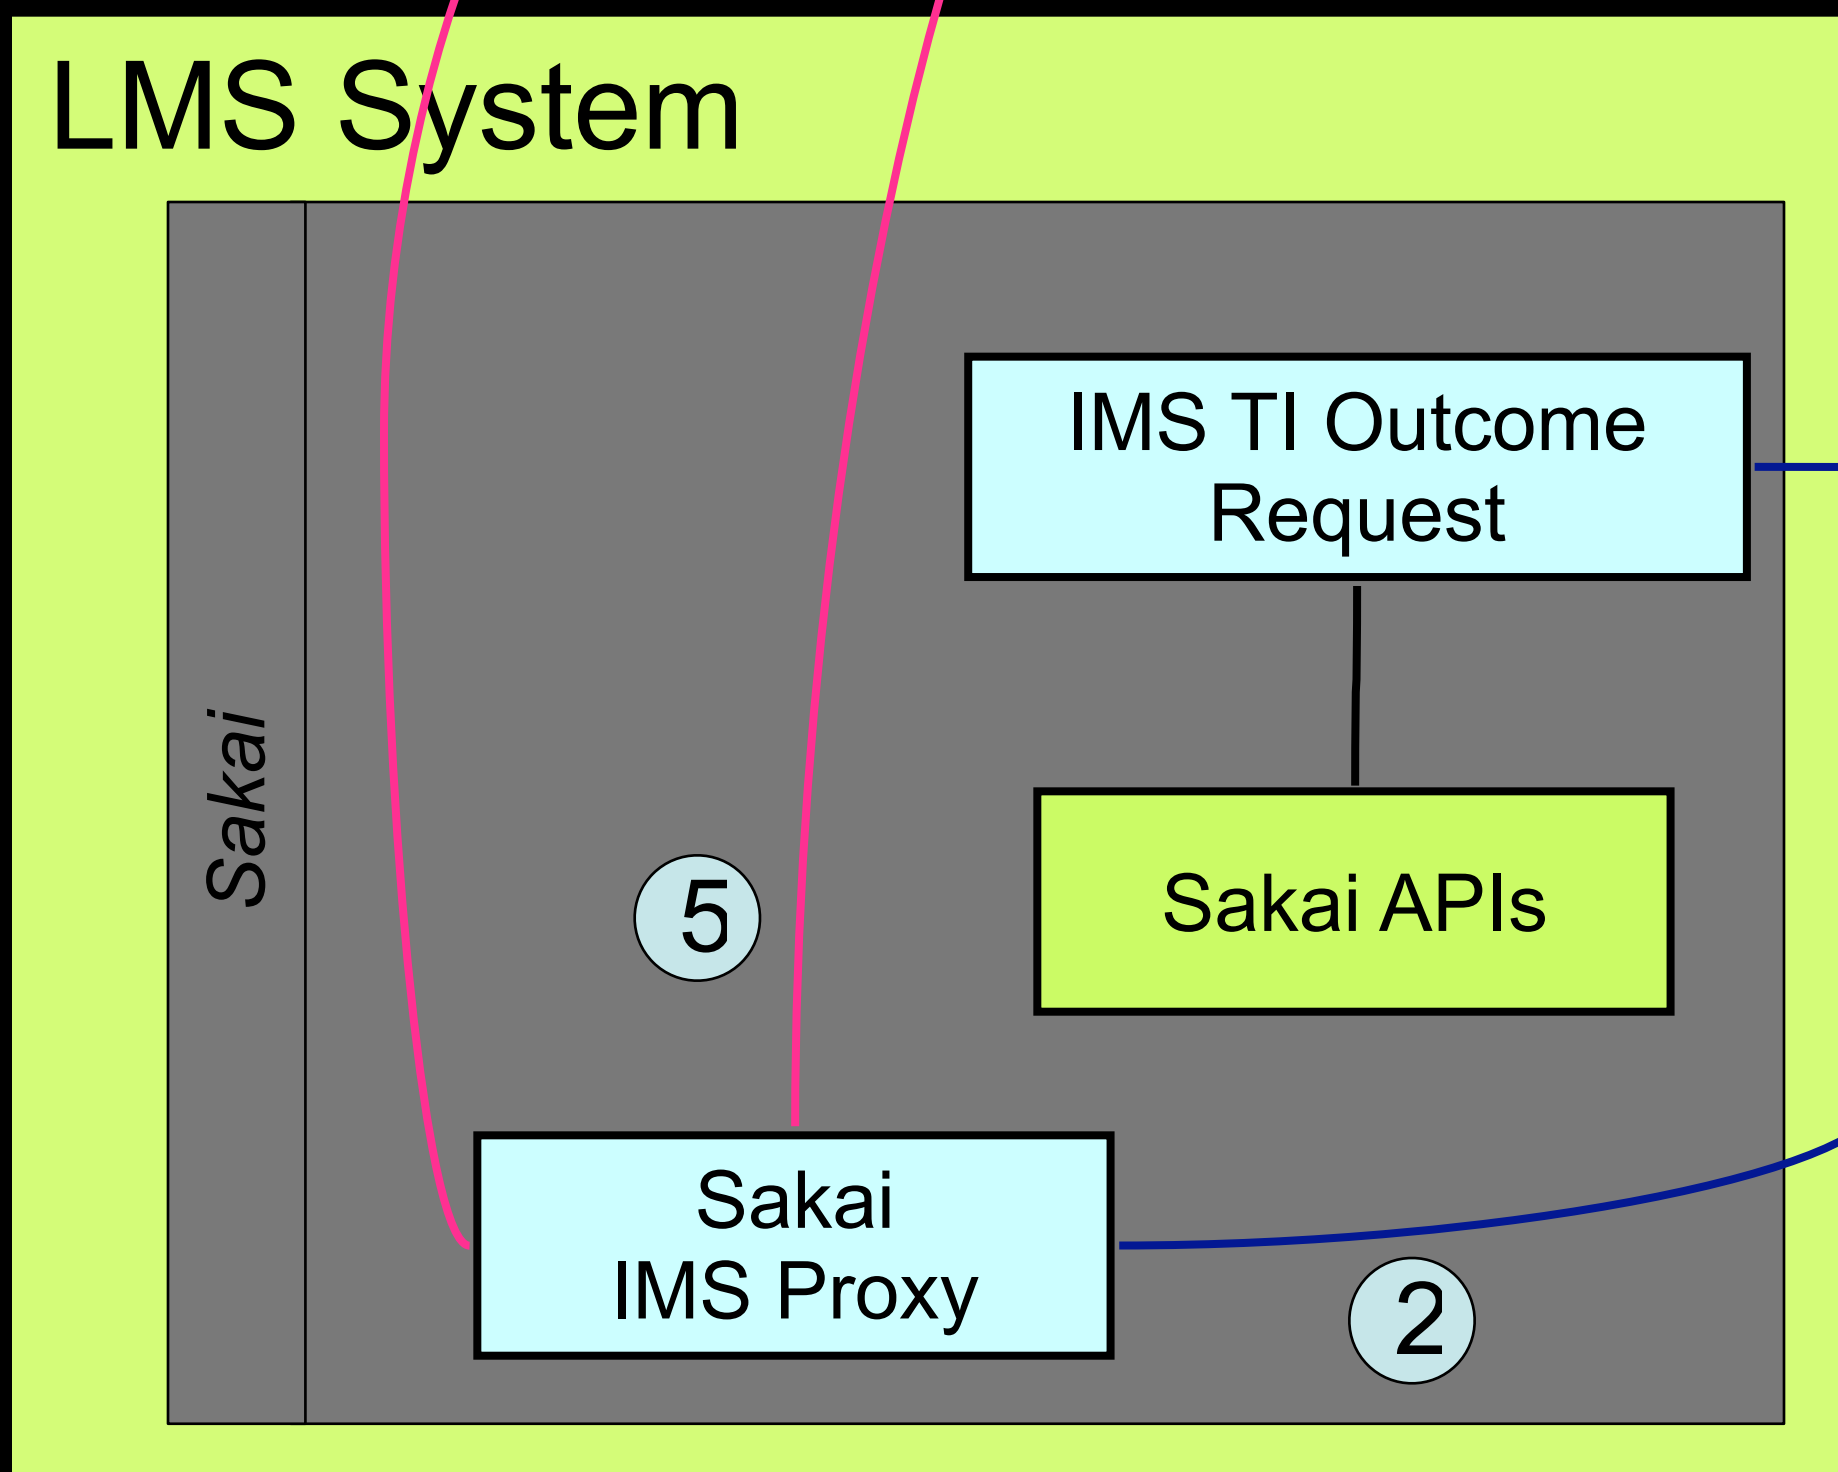 LMS System
IMS TI Outcome
Request
Sakai
5
Sakai APIs
Sakai
IMS Proxy
2